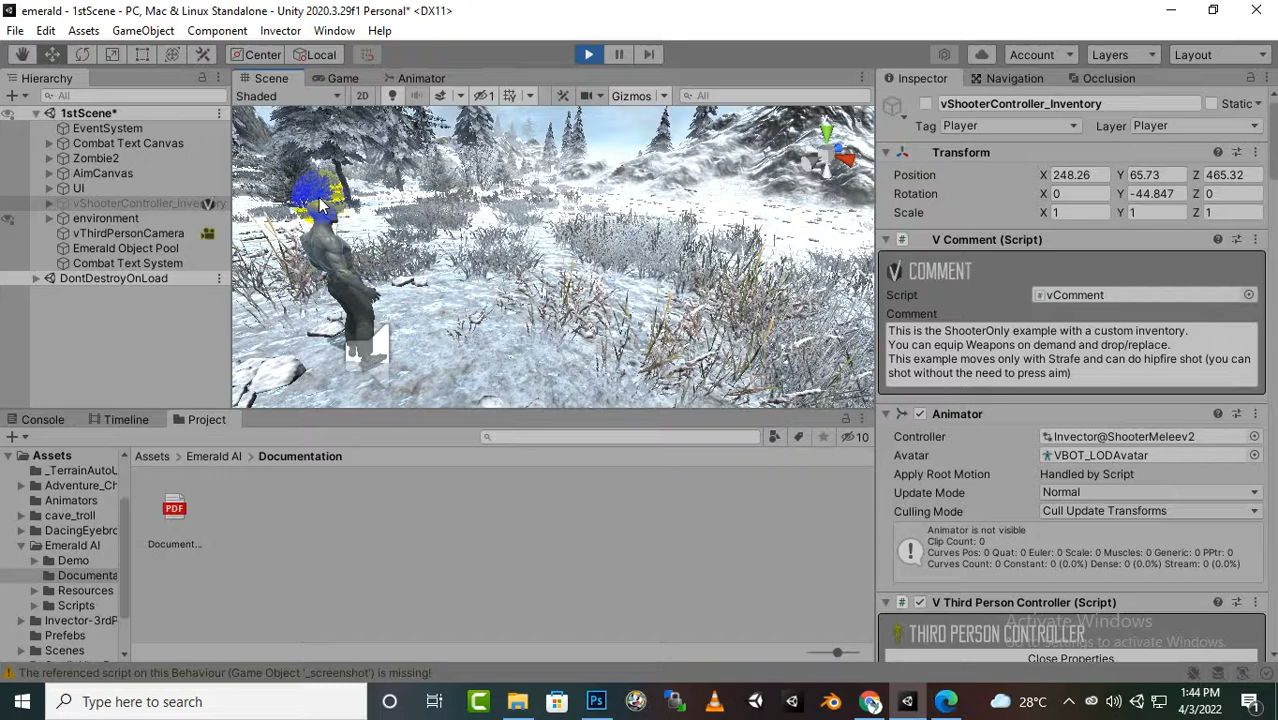 emerald - 1stScene - PC, Mac & Linux Standalone - Unity 2020.3.29f1 Personal* <DX11>
File Edit Assets GameObject Component Invector Window Help
Center Local Account Layers Layout
Hierarchy Scene Game Animator Inspector Navigation Occlusion
All Shaded 2D 1 Gizmos All vShooterController_Inventory Static
1stScene*
Tag Player Layer Player
EventSystem
Combat Text Canvas
Transform
Zombie2
Position X 248.26 Y 65.73 Z 465.32
AimCanvas
Rotation X 0 Y -44.847 Z 0
UI
Scale X 1 Y 1 Z 1
vShooterController_Inventory
environment
vThirdPersonCamera
V Comment (Script)
Emerald Object Pool
Combat Text System
COMMENT
DontDestroyOnLoad
Script vComment
Comment
This is the ShooterOnly example with a custom inventory.
You can equip Weapons on demand and drop/replace.
This example moves only with Strafe and can do hipfire shot (you can
shot without the need to press aim)
Animator
Console Timeline Project
Controller Invector@ShooterMeleev2
10
Assets
Assets Emerald AI Documentation
Avatar VBOT_LODAvatar
_TerrainAutoU
Apply Root Motion Handled by Script
Adventure_Ch
Update Mode Normal
Animators
Culling Mode Cull Update Transforms
cave_troll
PDF
DacingEyebro
Animator is not visible
Clip Count: 0
Curves Pos: 0 Quat: 0 Euler: 0 Scale: 0 Muscles: 0 Generic: 0 PPtr: 0
Curves Count: 0 Constant: 0 (0.0%) Dense: 0 (0.0%) Stream: 0 (0.0%)
Emerald AI
Document...
Demo
Documenta
Resources
Scripts
V Third Person Controller (Script)
Invector-3rdP
Activate Windows
Prefebs
THIRD PERSON CONTROLLER
Go to Settings to activate Windows.
Scenes
Close Properties
The referenced script on this Behaviour (Game Object '_screenshot') is missing!
Type here to search
28°C
1:44 PM
4/3/2022